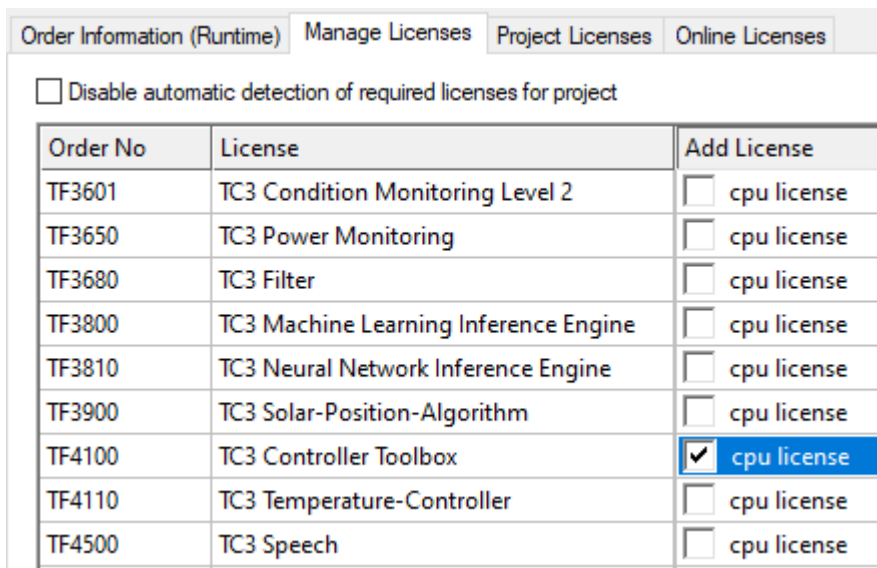 Order Information (Runtime) Manage Licenses Project Licenses Online Licenses
Disable automatic detection of required licenses for project
Order No License Add License
TF3601 TC3 Condition Monitoring Level 2 cpu license
TF3650 TC3 Power Monitoring cpu license
TF3680 TC3 Filter cpu license
TF3800 TC3 Machine Learning Inference Engine cpu license
TF3810 TC3 Neural Network Inference Engine cpu license
TF3900 TC3 Solar-Position-Algorithm cpu license
TF4100 TC3 Controller Toolbox cpu license
TF4110 TC3 Temperature-Controller cpu license
TF4500 TC3 Speech cpu license